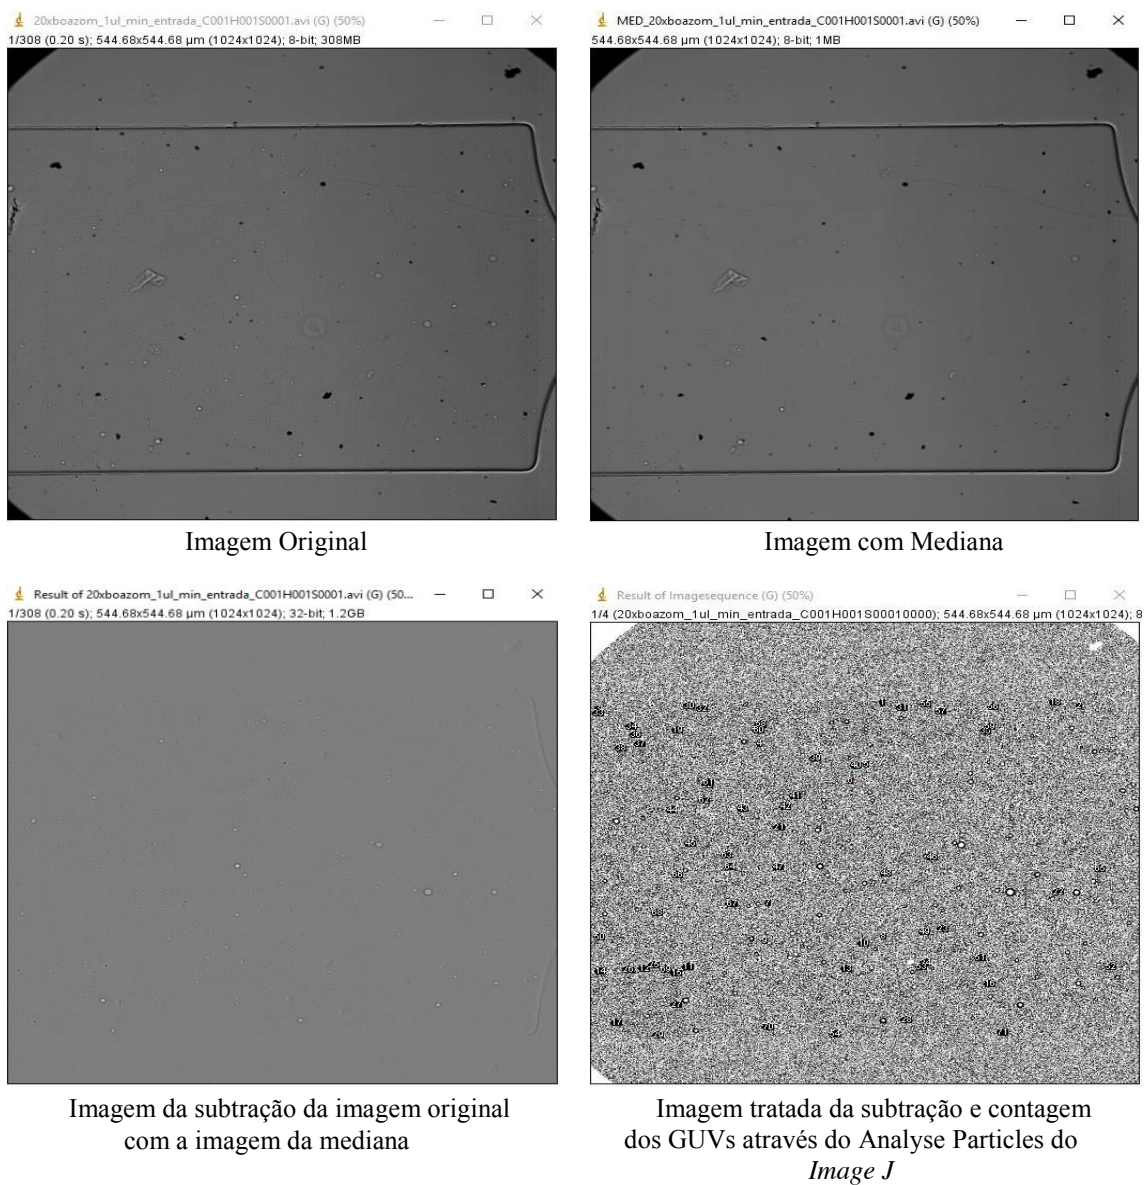 20xboazom_1ul_min_entrada_C001H001S0001.avi (G) (50%)
1/308 (0.20 s); 544.68x544.68 µm (1024x1024); 8-bit; 308MB
MED_20xboazom_1ul_min_entrada_C001H001S0001.avi (G) (50%)
544.68x544.68 µm (1024x1024); 8-bit; 1MB
Imagem Original
Imagem com Mediana
Result of 20xboazom_1ul_min_entrada_C001H001S0001.avi (G) (50...
1/308 (0.20 s); 544.68x544.68 µm (1024x1024); 32-bit; 1.2GB
Result of Imagesequence (G) (50%)
1/4 (20xboazom_1ul_min_entrada_C001H001S00010000); 544.68x544.68 µm (1024x1024); 8
Imagem da subtração da imagem original
com a imagem da mediana
Imagem tratada da subtração e contagem
dos GUVs através do Analyse Particles do
Image J